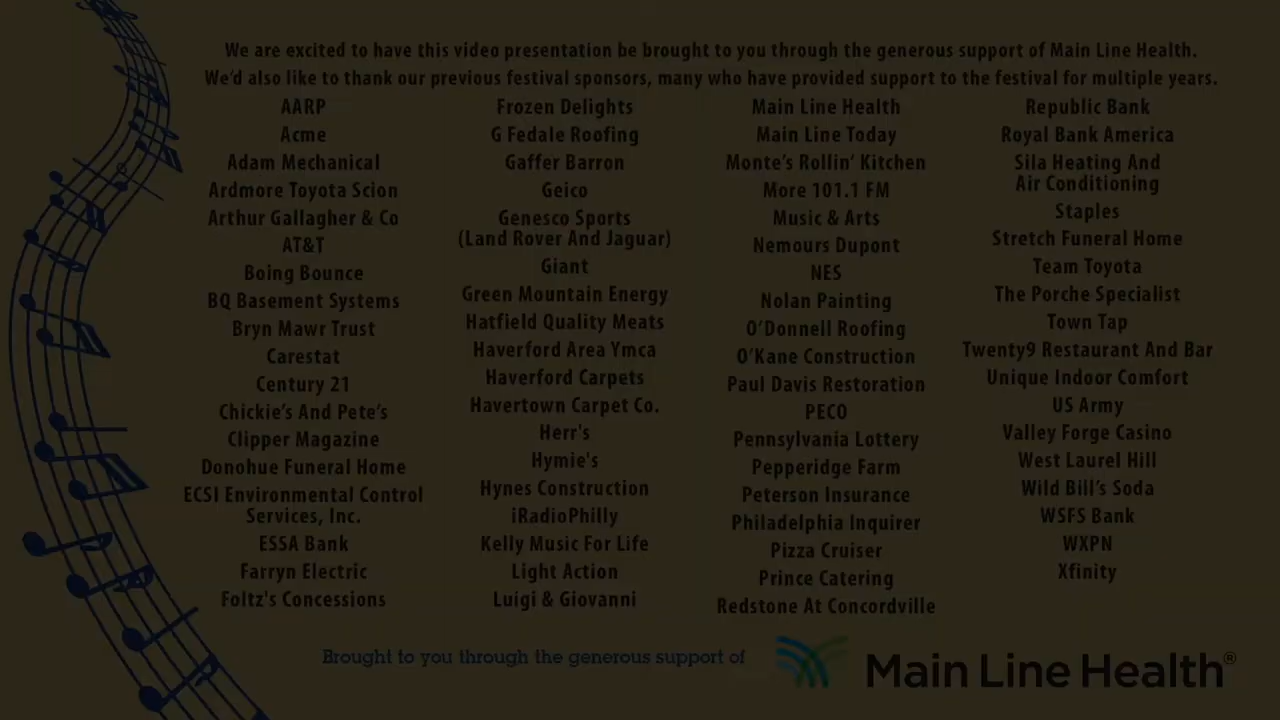 We are excited to have this video presentation be brought to you through the generous support of Main Line Health.
We'd also like to thank our previous festival sponsors, many who have provided support to the festival for multiple years.
AARP
Acme
Adam Mechanical
Ardmore Toyota Scion
Arthur Gallagher & Co
AT&T
Boing Bounce
BQ Basement Systems
Bryn Mawr Trust
Carestat
Century 21
Chickie's And Pete's
Clipper Magazine
Donohue Funeral Home
ECSI Environmental Control
Services, Inc.
ESSA Bank
Farryn Electric
Foltz's Concessions
Frozen Delights
G Fedale Roofing
Gaffer Barron
Geico
Genesco Sports
(Land Rover And Jaguar)
Giant
Green Mountain Energy
Hatfield Quality Meats
Haverford Area Ymca
Haverford Carpets
Havertown Carpet Co.
Herr's
Hymie's
Hynes Construction
iRadioPhilly
Kelly Music For Life
Light Action
Luigi & Giovanni
Main Line Health
Main Line Today
Monte's Rollin' Kitchen
More 101.1 FM
Music & Arts
Nemours Dupont
NES
Nolan Painting
O'Donnell Roofing
O'Kane Construction
Paul Davis Restoration
PECO
Pennsylvania Lottery
Pepperidge Farm
Peterson Insurance
Philadelphia Inquirer
Pizza Cruiser
Prince Catering
Redstone At Concordville
Republic Bank
Royal Bank America
Sila Heating And
Air Conditioning
Staples
Stretch Funeral Home
Team Toyota
The Porche Specialist
Town Tap
Twenty9 Restaurant And Bar
Unique Indoor Comfort
US Army
Valley Forge Casino
West Laurel Hill
Wild Bill's Soda
WSFS Bank
WXPN
Xfinity
Brought to you through the generous support of
Main Line Health®